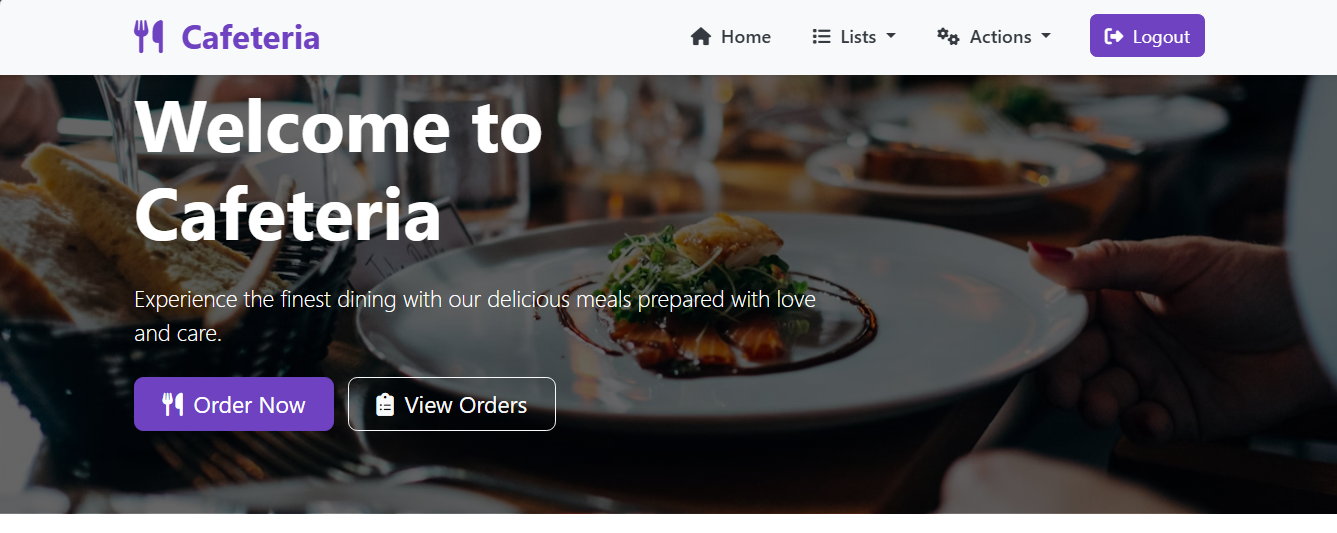 Cafeteria
Home
Lists
Actions
Logout
Welcome to
Cafeteria
Experience the finest dining with our delicious meals prepared with love
and care.
Order Now
View Orders